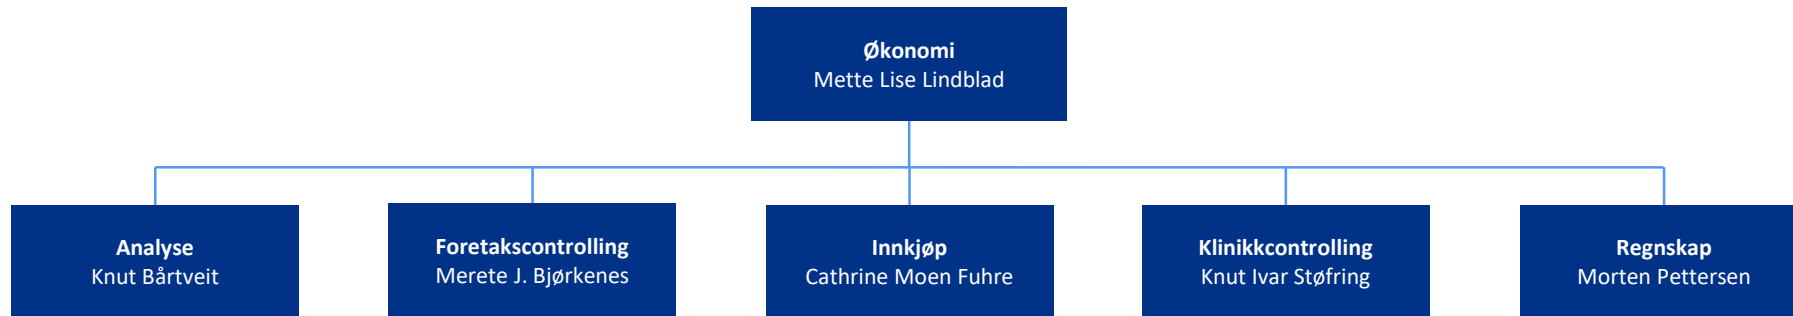 Økonomi
Mette Lise Lindblad
Analyse
Knut Bårtveit
Foretakscontrolling
Merete J. Bjørkenes
Innkjøp
Cathrine Moen Fuhre
Klinikkcontrolling
Knut Ivar Støfring
Regnskap
Morten Pettersen